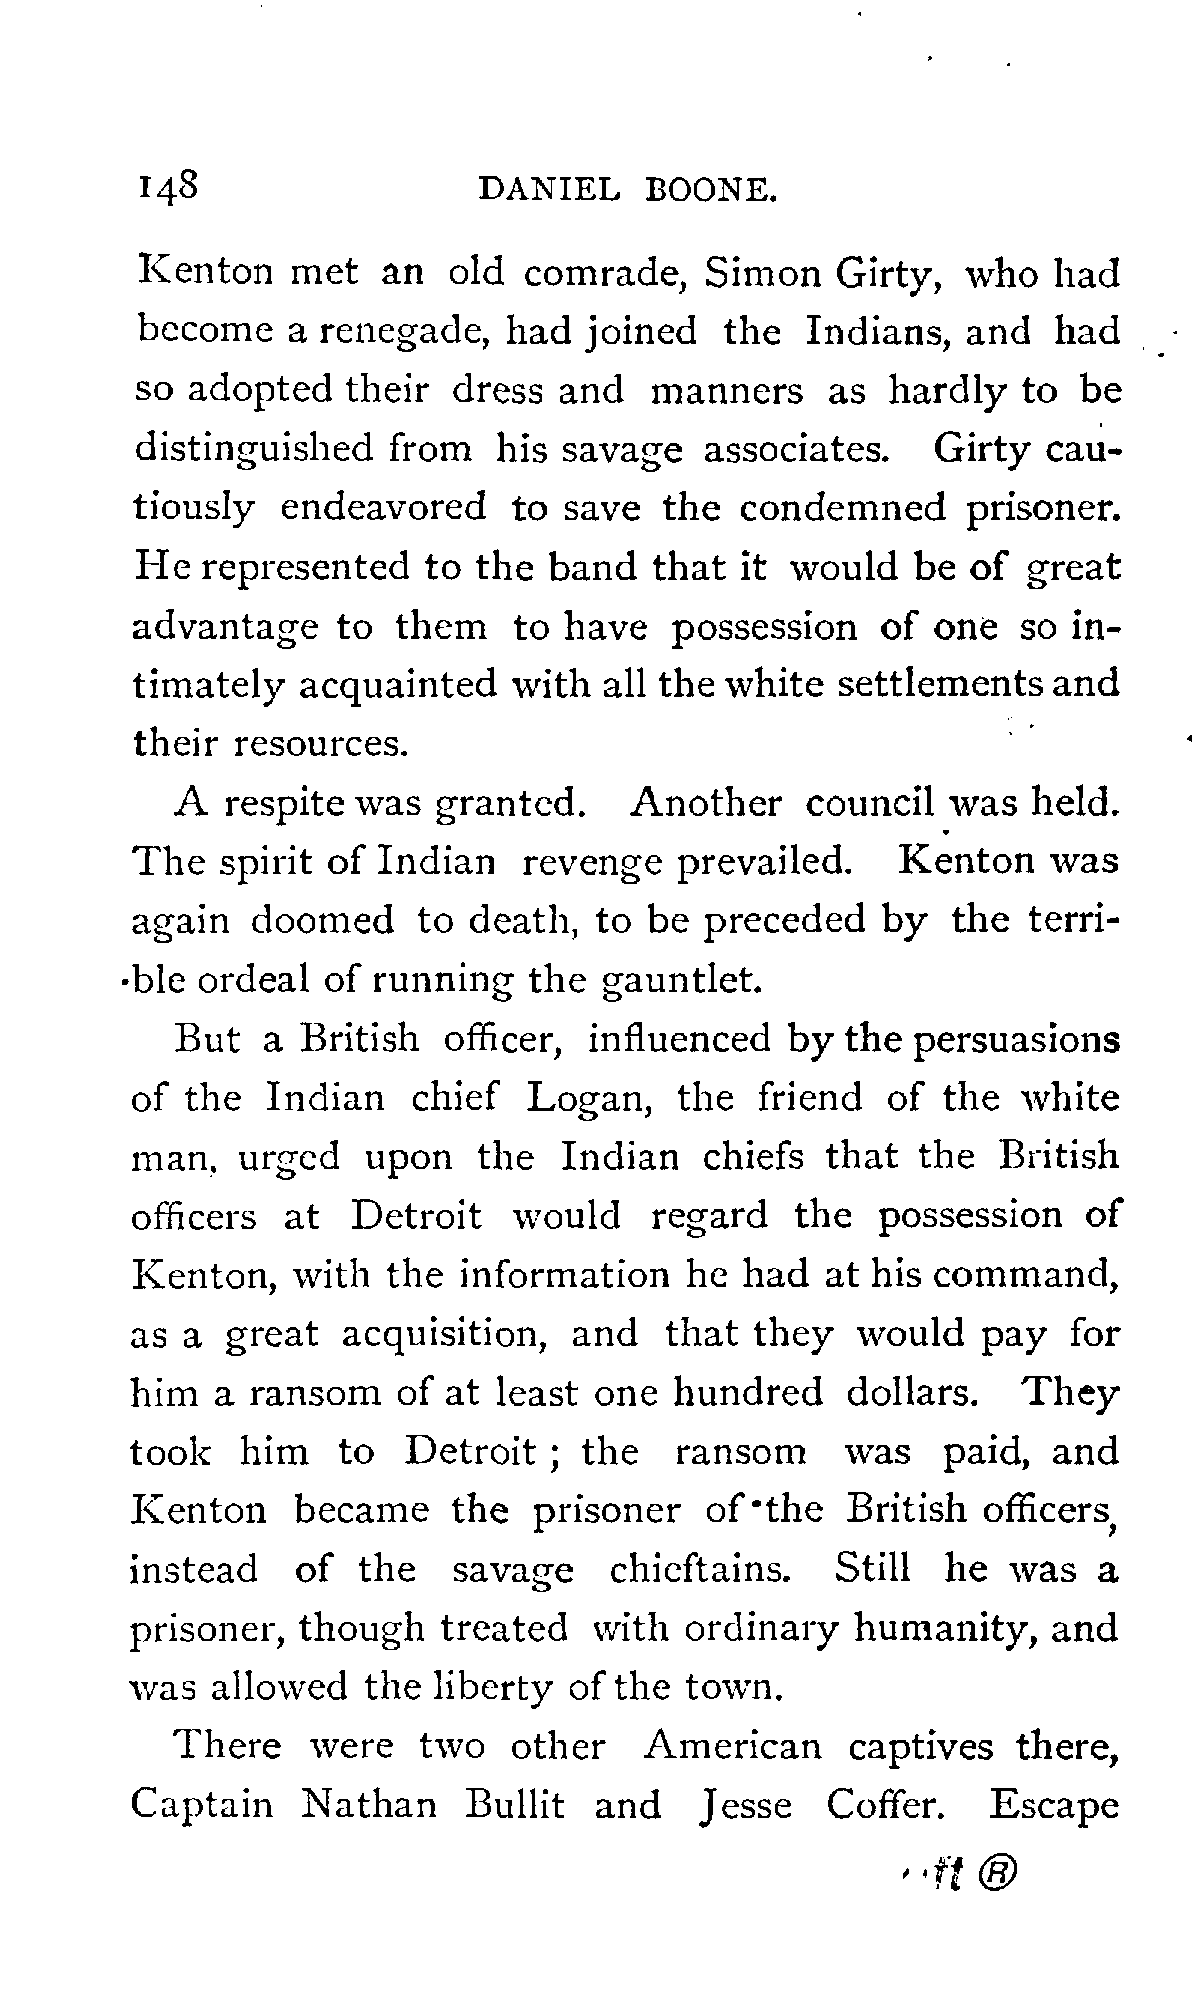 148 DANIEL BOONE.
Kenton met an old comrade, Simon Girty, who had
become a renegade, had joined the Indians, and had
so adopted their dress and manners as hardly to be
distinguished from his savage associates. Girty cau-
tiously endeavored to save the condemned prisoner.
He represented to the band that it would be of great
advantage to them to have possession of one so in-
timately acquainted with all the white settlements and
their resources.
A respite was granted. Another council was held.
The spirit of Indian revenge prevailed. Kenton was
again doomed to death, to be preceded by the terri-
ble ordeal of running the gauntlet.
But a British officer, influenced by the persuasions
of the Indian chief Logan, the friend of the white
man, urged upon the Indian chiefs that the British
officers at Detroit would regard the possession of
Kenton, with the information he had at his command,
as a great acquisition, and that they would pay for
him a ransom of at least one hundred dollars. They
took him to Detroit ; the ransom was paid, and
Kenton became the prisoner of the British officers,
instead of the savage chieftains. Still he was a
prisoner, though treated with ordinary humanity, and
was allowed the liberty of the town.
There were two other American captives there,
Captain Nathan Bullit and Jesse Coffer. Escape
®